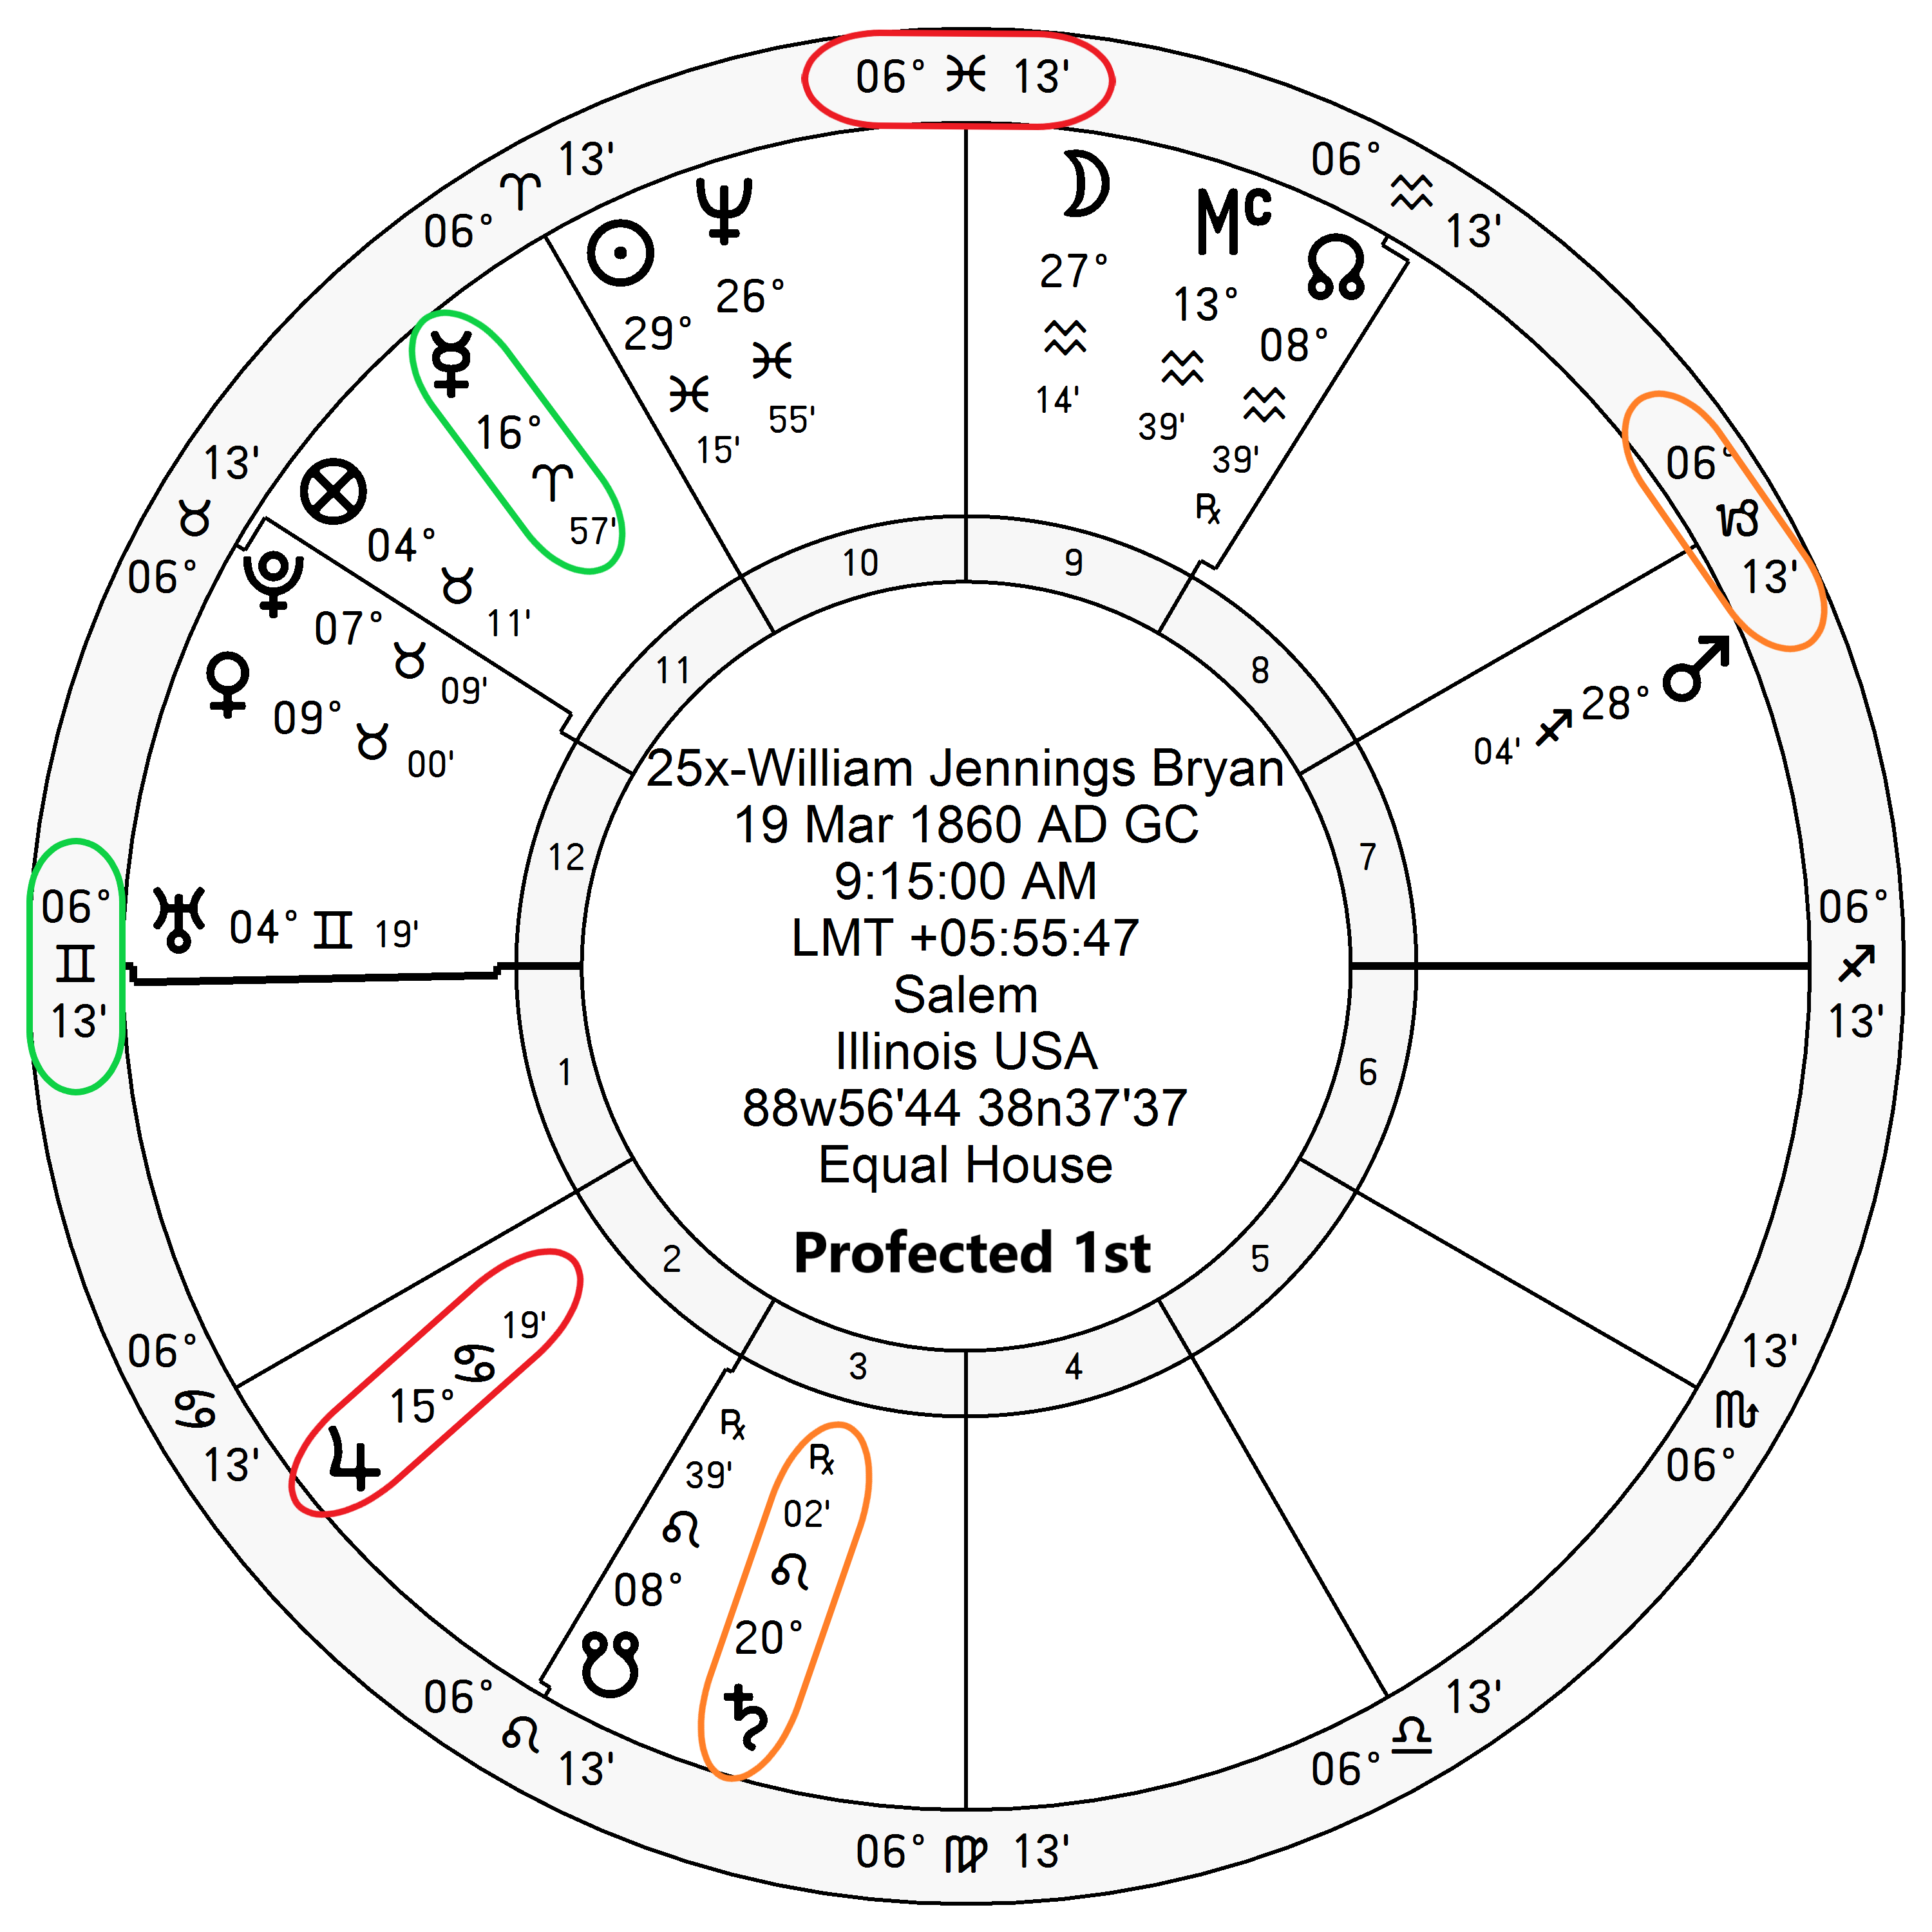 06° ♓ 13'
06° ♈ 13'
06° ♒ 13'
☉ 29° ♓ 15'
♆ 26° ♓ 55'
☽ 27° ♒ 14'
Mc 13° ♒ 39'
☊ 08° ♒ 39' ℞
☿ 16° ♈ 57'
06° ♉ 13'
06° ♑ 13'
⊗ 04° ♉ 11'
♇ 07° ♉ 09'
♀ 09° ♉ 00'
04' ♐ 28° ♂
10
9
11
8
12
7
25x-William Jennings Bryan
19 Mar 1860 AD GC
9:15:00 AM
LMT +05:55:47
Salem
Illinois USA
88w56'44 38n37'37
Equal House
Profected 1st
06° ♊ 13'
♅ 04° ♊ 19'
06° ♐ 13'
1
6
2
5
3
4
♃ 15° ♋ 19'
06° ♋ 13'
℞ 39' ♌ 08° ☋
℞ 02' ♌ 20° ♄
13' ♏ 06°
06° ♌ 13'
06° ♎ 13'
06° ♍ 13'